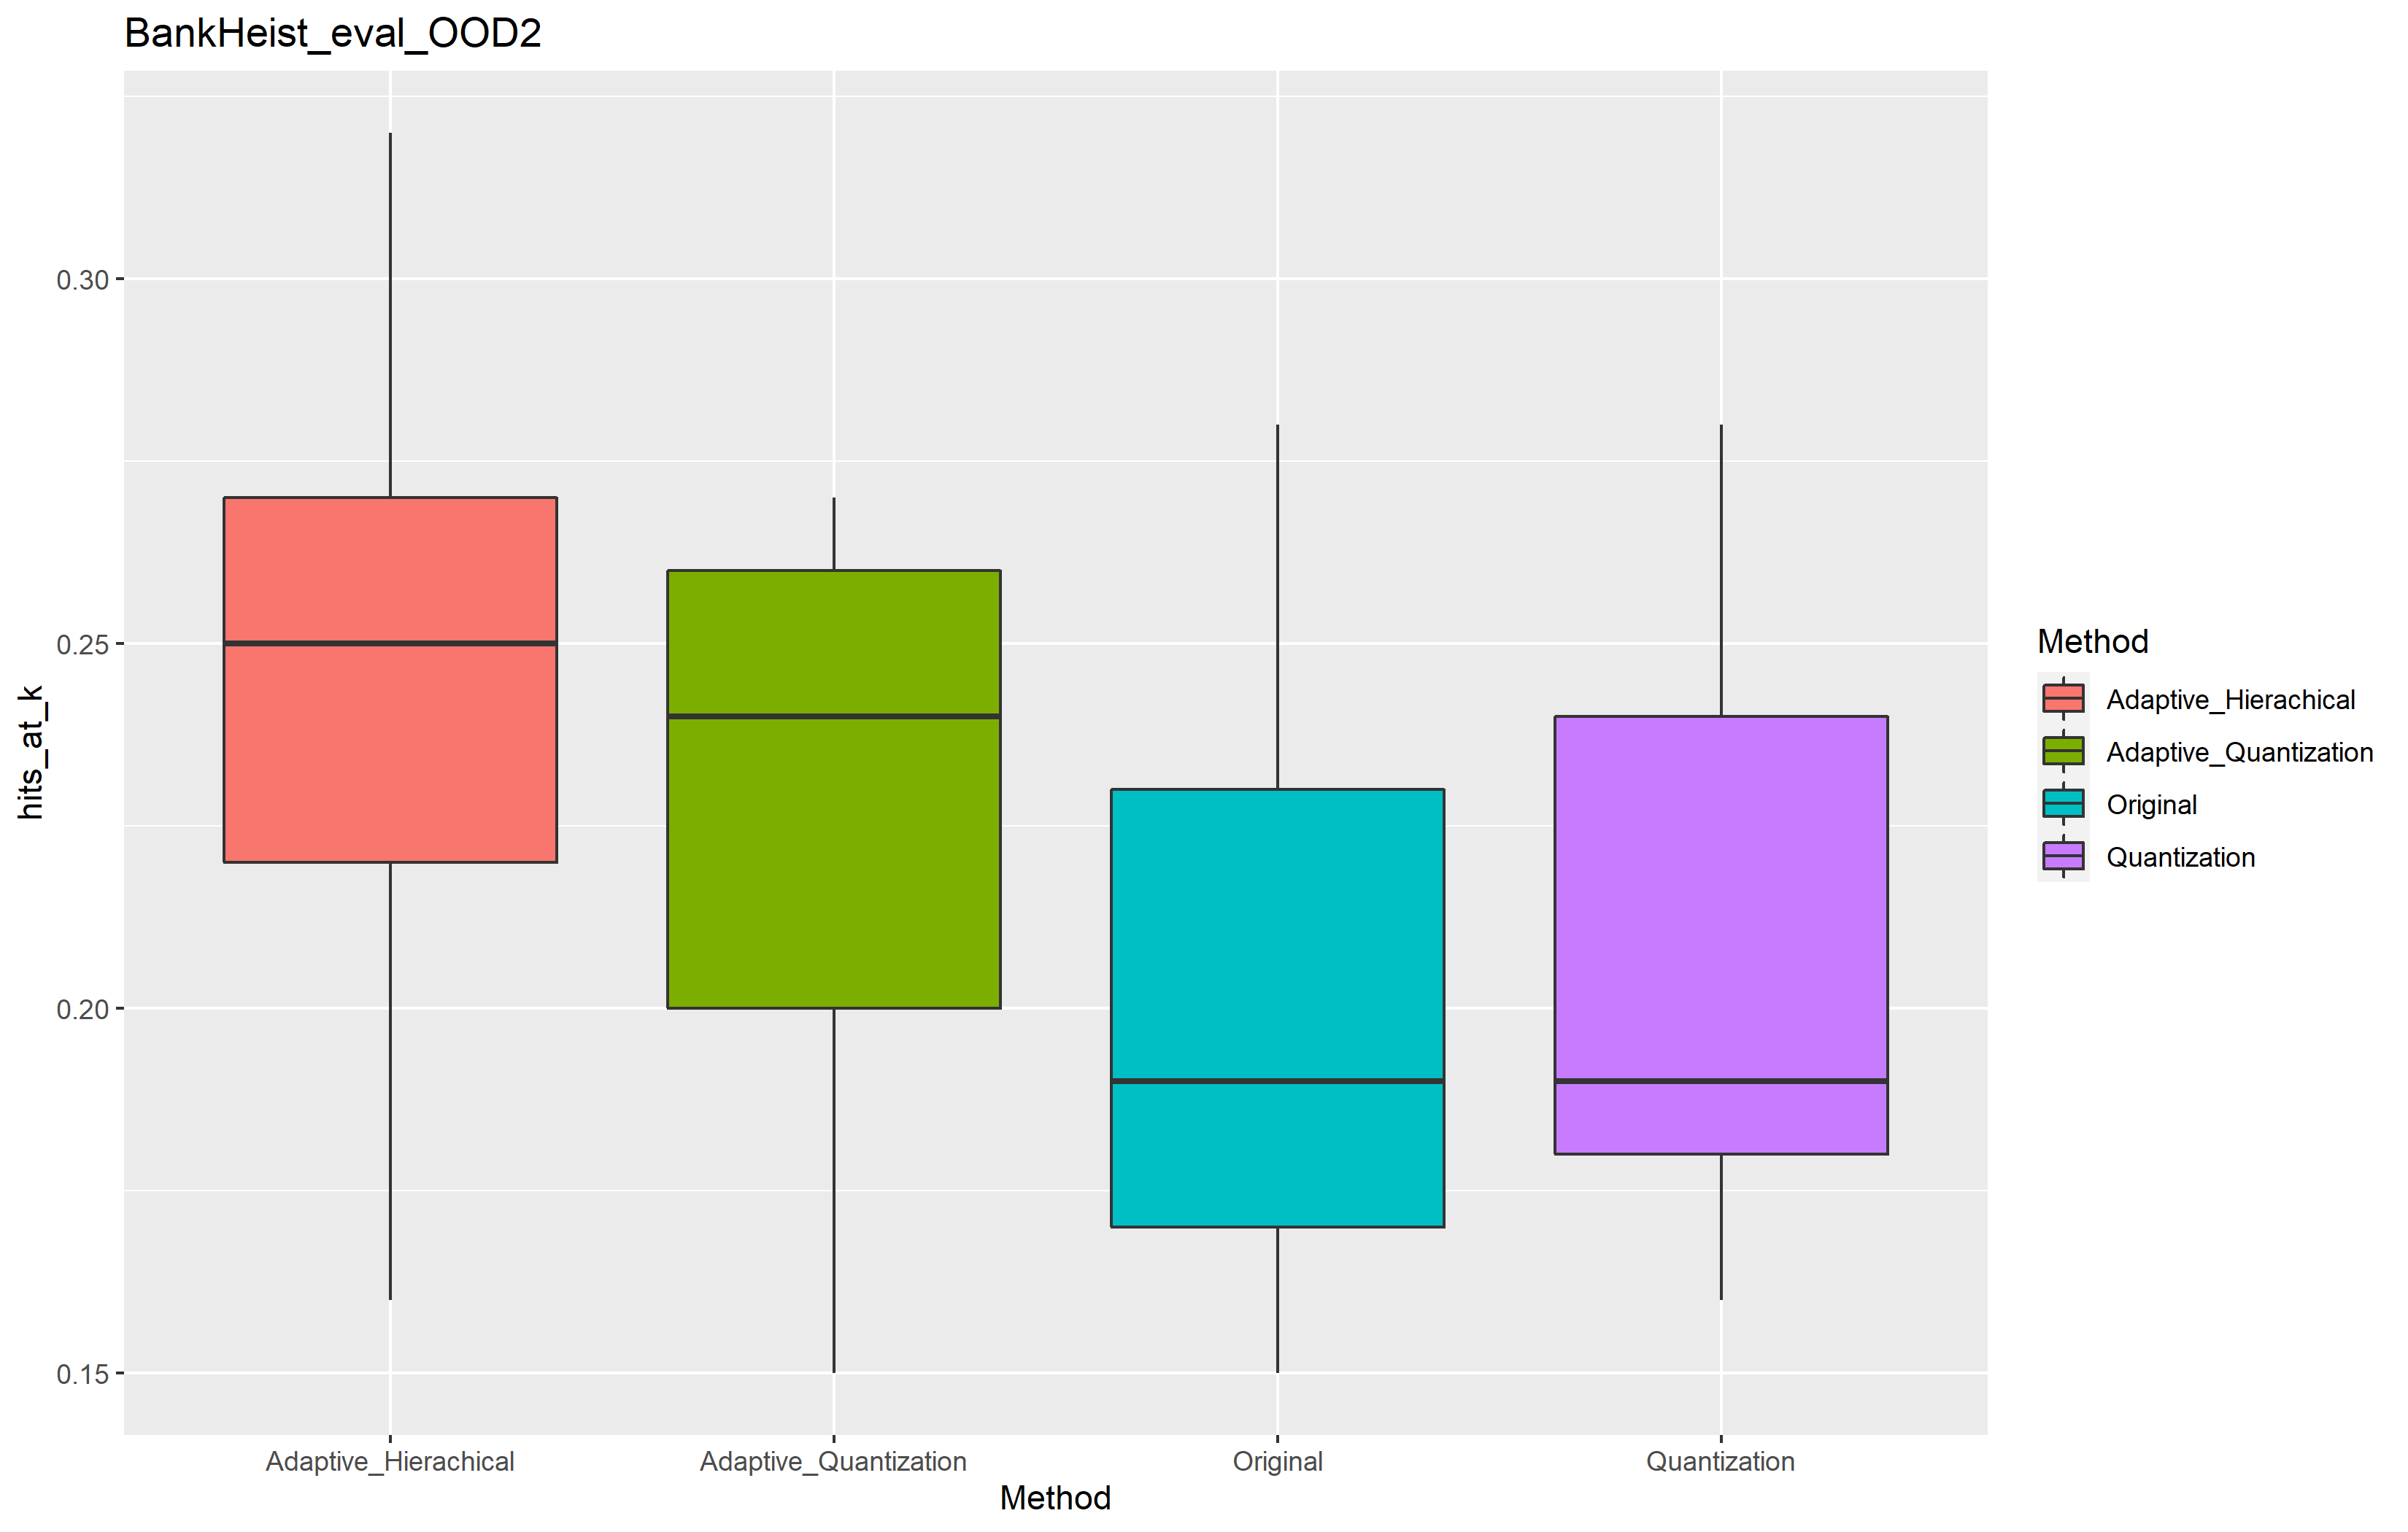 BankHeist_eval_OOD2
hits_at_k
0.30
0.25
0.20
0.15
Adaptive_Hierachical
Adaptive_Quantization
Original
Quantization
Method
Method
Adaptive_Hierachical
Adaptive_Quantization
Original
Quantization